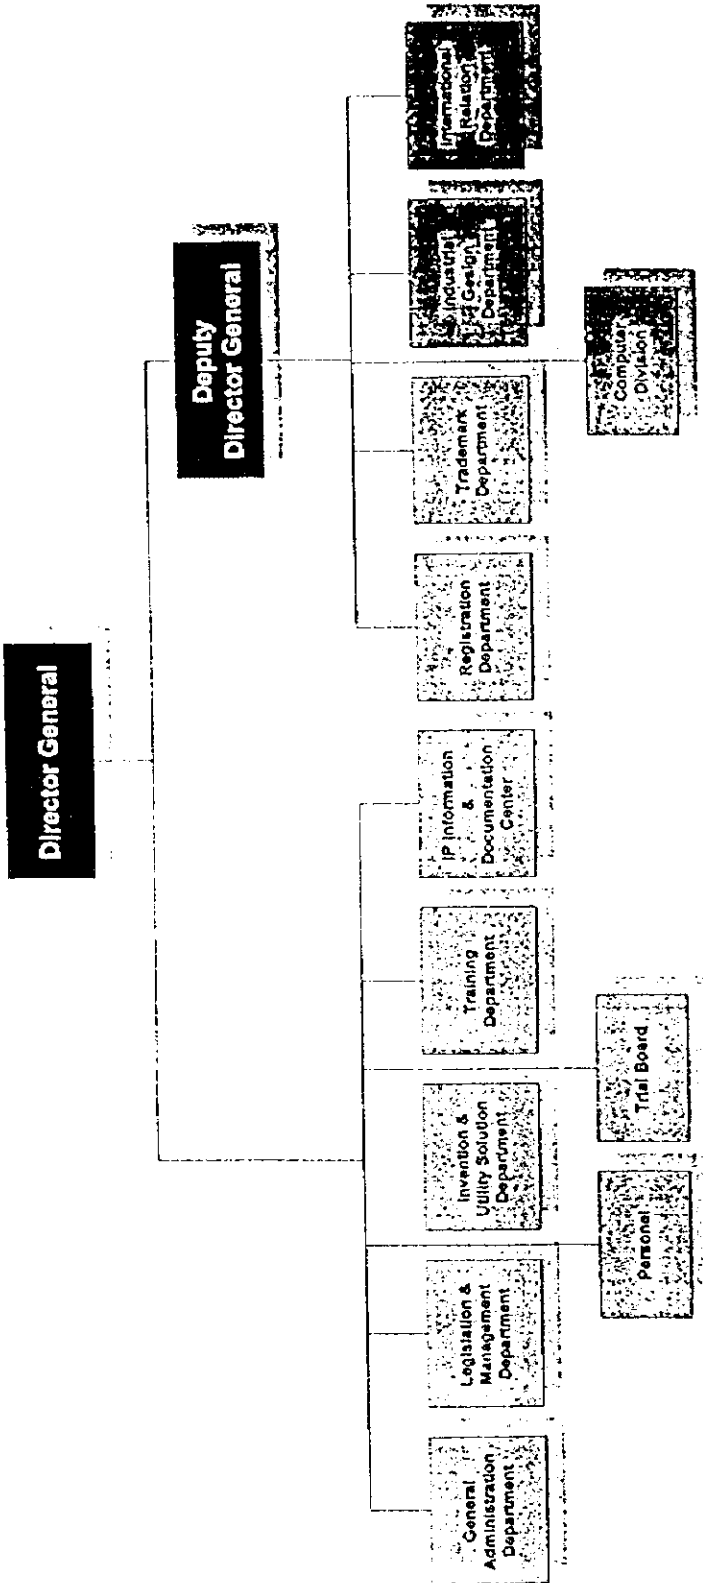 Director General
Deputy
Director General
General
Administration
Department
Legislation &
Management
Department
Invention &
Utility Solution
Department
Training
Department
IP Information
&
Documentation
Center
Registration
Department
Trademark
Department
Industrial
Design
Department
International
Relation
Department
Personel
Trial Board
Computer
Division